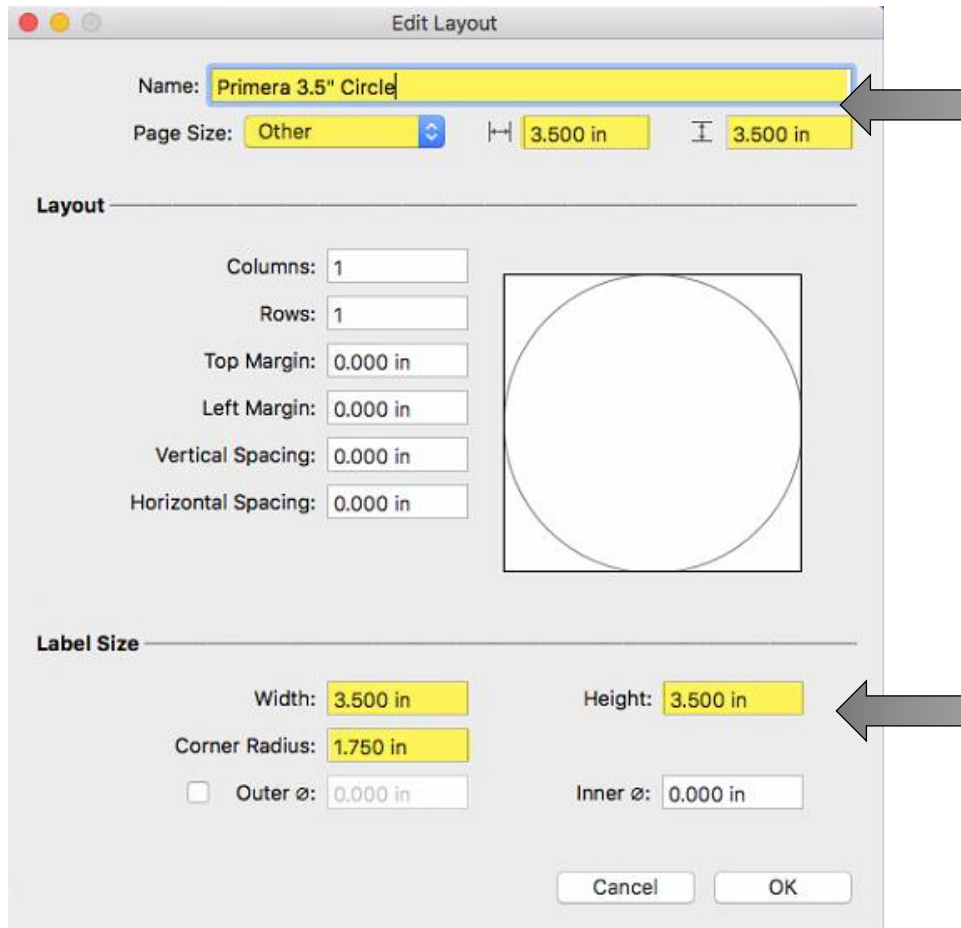 Edit Layout
Name: Primera 3.5" Circle
Page Size: Other 3.500 in 3.500 in
Layout
Columns: 1
Rows: 1
Top Margin: 0.000 in
Left Margin: 0.000 in
Vertical Spacing: 0.000 in
Horizontal Spacing: 0.000 in
Label Size
Width: 3.500 in Height: 3.500 in
Corner Radius: 1.750 in
Outer ⌀: 0.000 in Inner ⌀: 0.000 in
Cancel OK